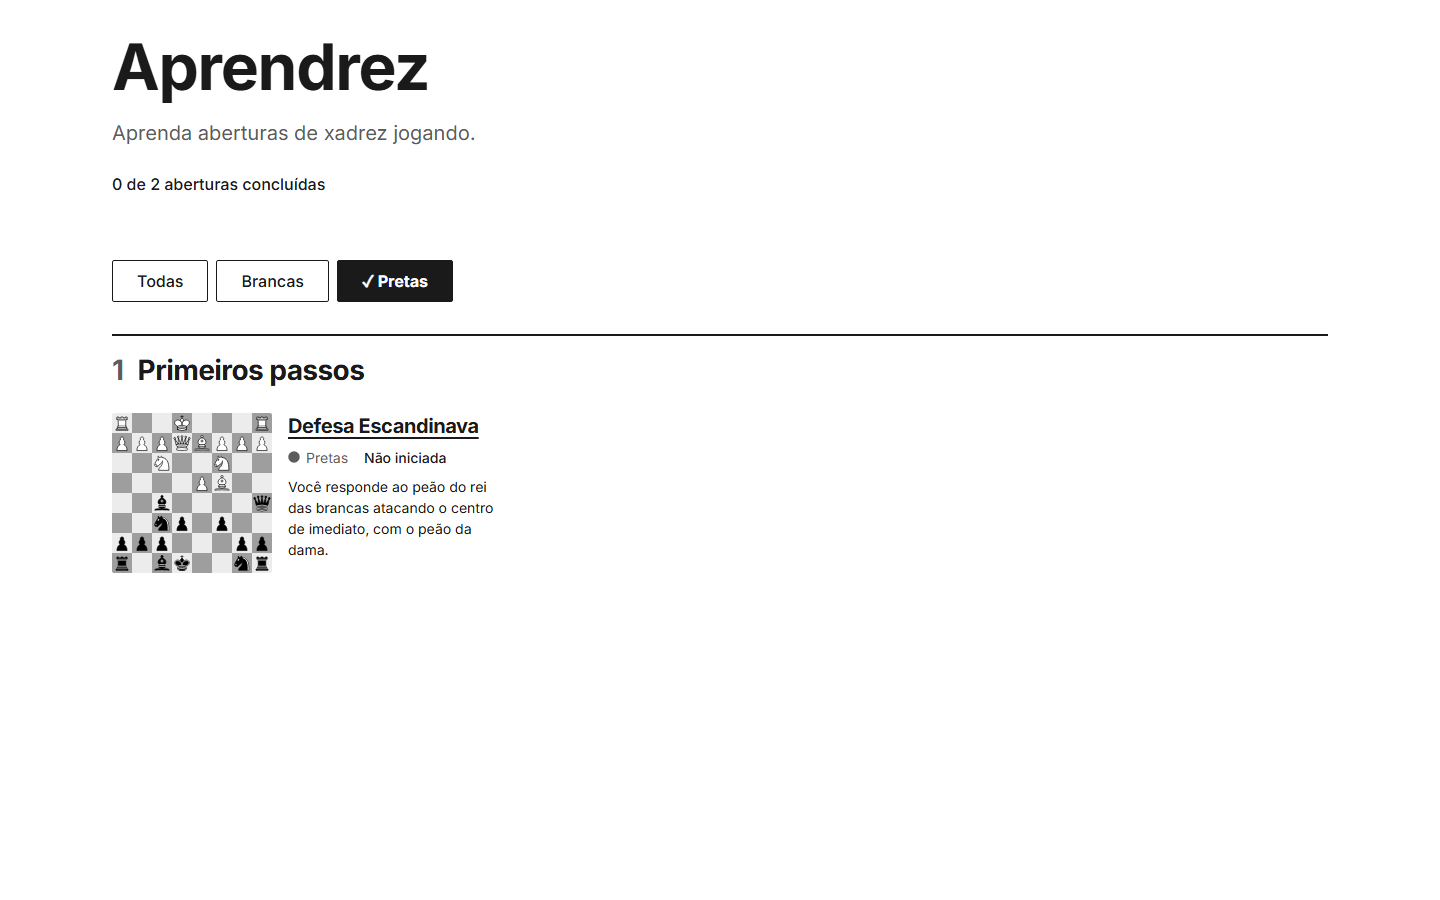 Aprendrez
Aprenda aberturas de xadrez jogando.
0 de 2 aberturas concluídas
Todas
Brancas
✓ Pretas
1 Primeiros passos
Defesa Escandinava
Pretas Não iniciada
Você responde ao peão do rei
das brancas atacando o centro
de imediato, com o peão da
dama.